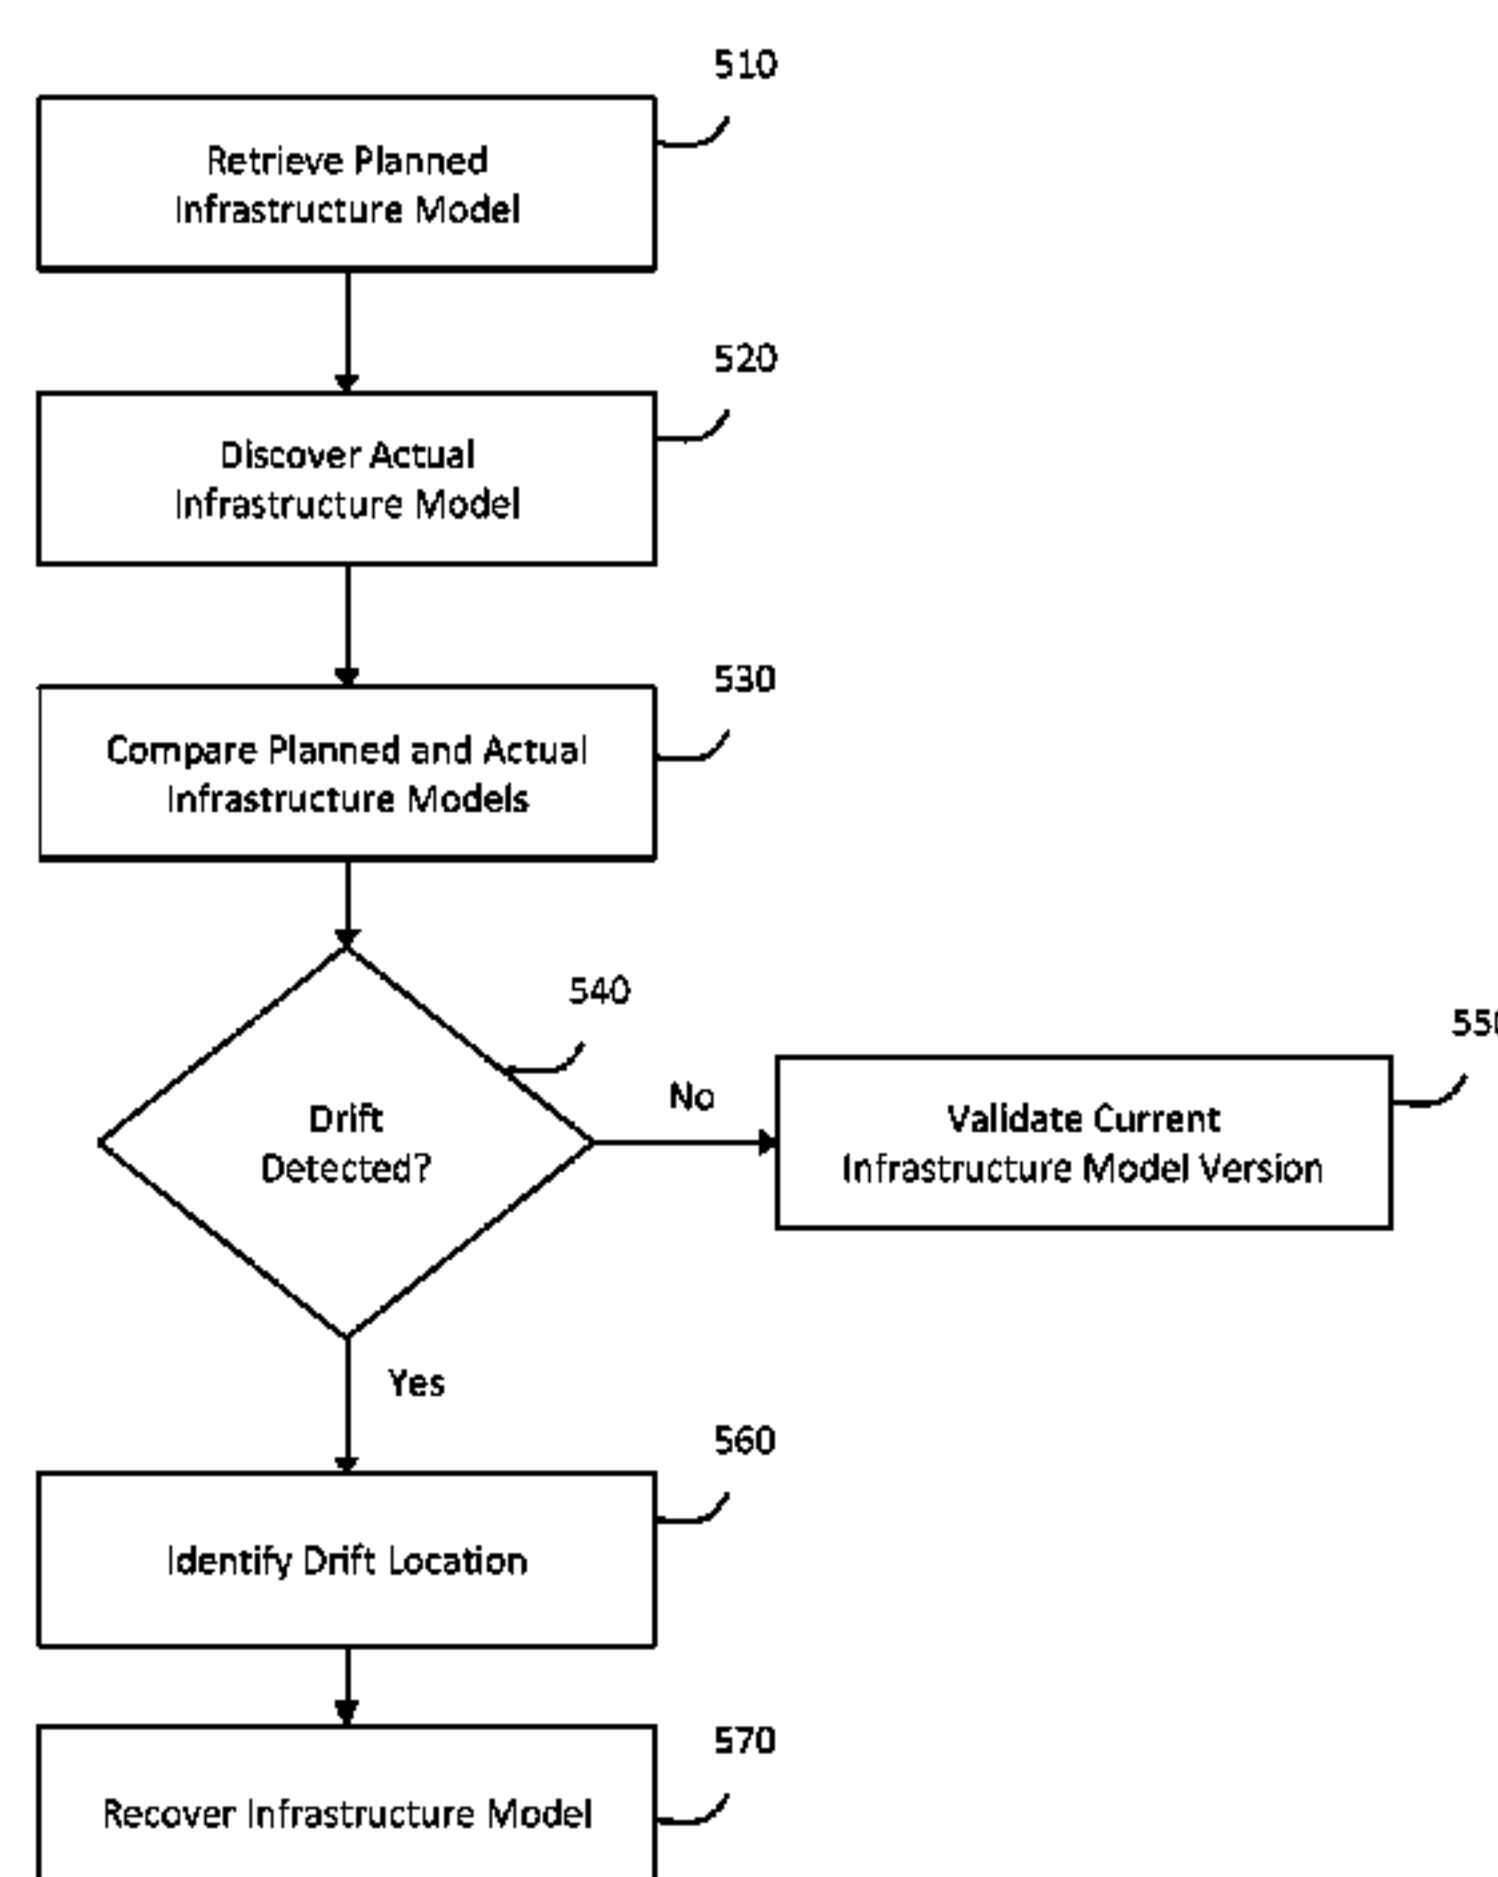 510
Retrieve Planned
Infrastructure Model
520
Discover Actual
Infrastructure Model
530
Compare Planned and Actual
Infrastructure Models
540
Drift
Detected?
No
550
Validate Current
Infrastructure Model Version
Yes
560
Identify Drift Location
570
Recover Infrastructure Model